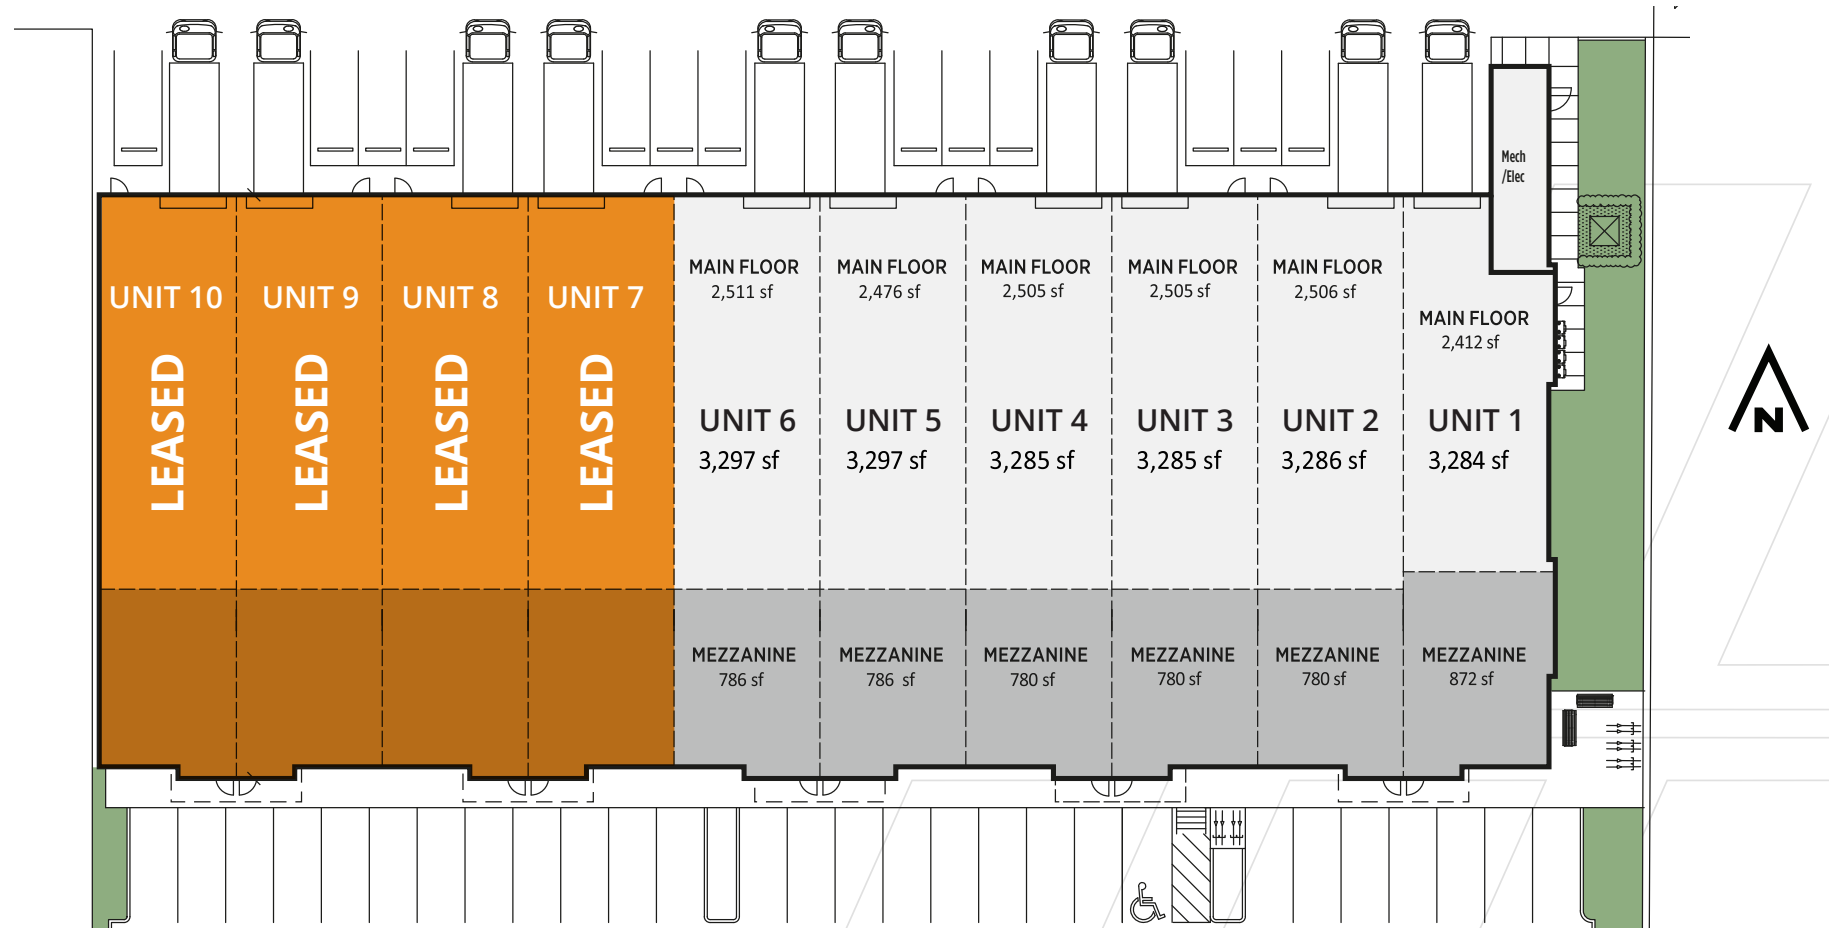 Mech
/Elec
UNIT 10
LEASED
UNIT 9
LEASED
UNIT 8
LEASED
UNIT 7
LEASED
MAIN FLOOR
2,511 sf
UNIT 6
3,297 sf
MEZZANINE
786 sf
MAIN FLOOR
2,476 sf
UNIT 5
3,297 sf
MEZZANINE
786 sf
MAIN FLOOR
2,505 sf
UNIT 4
3,285 sf
MEZZANINE
780 sf
MAIN FLOOR
2,505 sf
UNIT 3
3,285 sf
MEZZANINE
780 sf
MAIN FLOOR
2,506 sf
UNIT 2
3,286 sf
MEZZANINE
780 sf
MAIN FLOOR
2,412 sf
UNIT 1
3,284 sf
MEZZANINE
872 sf
N